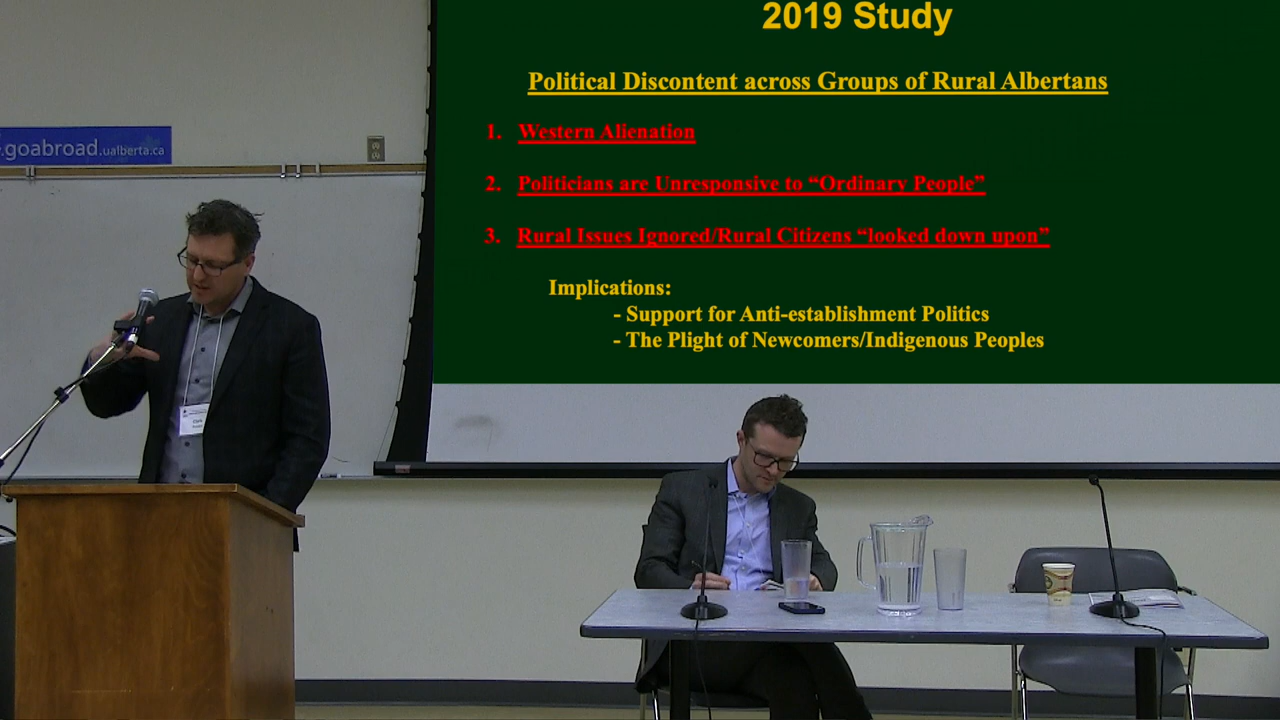 2019 Study
Political Discontent across Groups of Rural Albertans
1. Western Alienation
2. Politicians are Unresponsive to “Ordinary People”
3. Rural Issues Ignored/Rural Citizens “looked down upon”
Implications:
- Support for Anti-establishment Politics
- The Plight of Newcomers/Indigenous Peoples
.goabroad.ualberta.ca